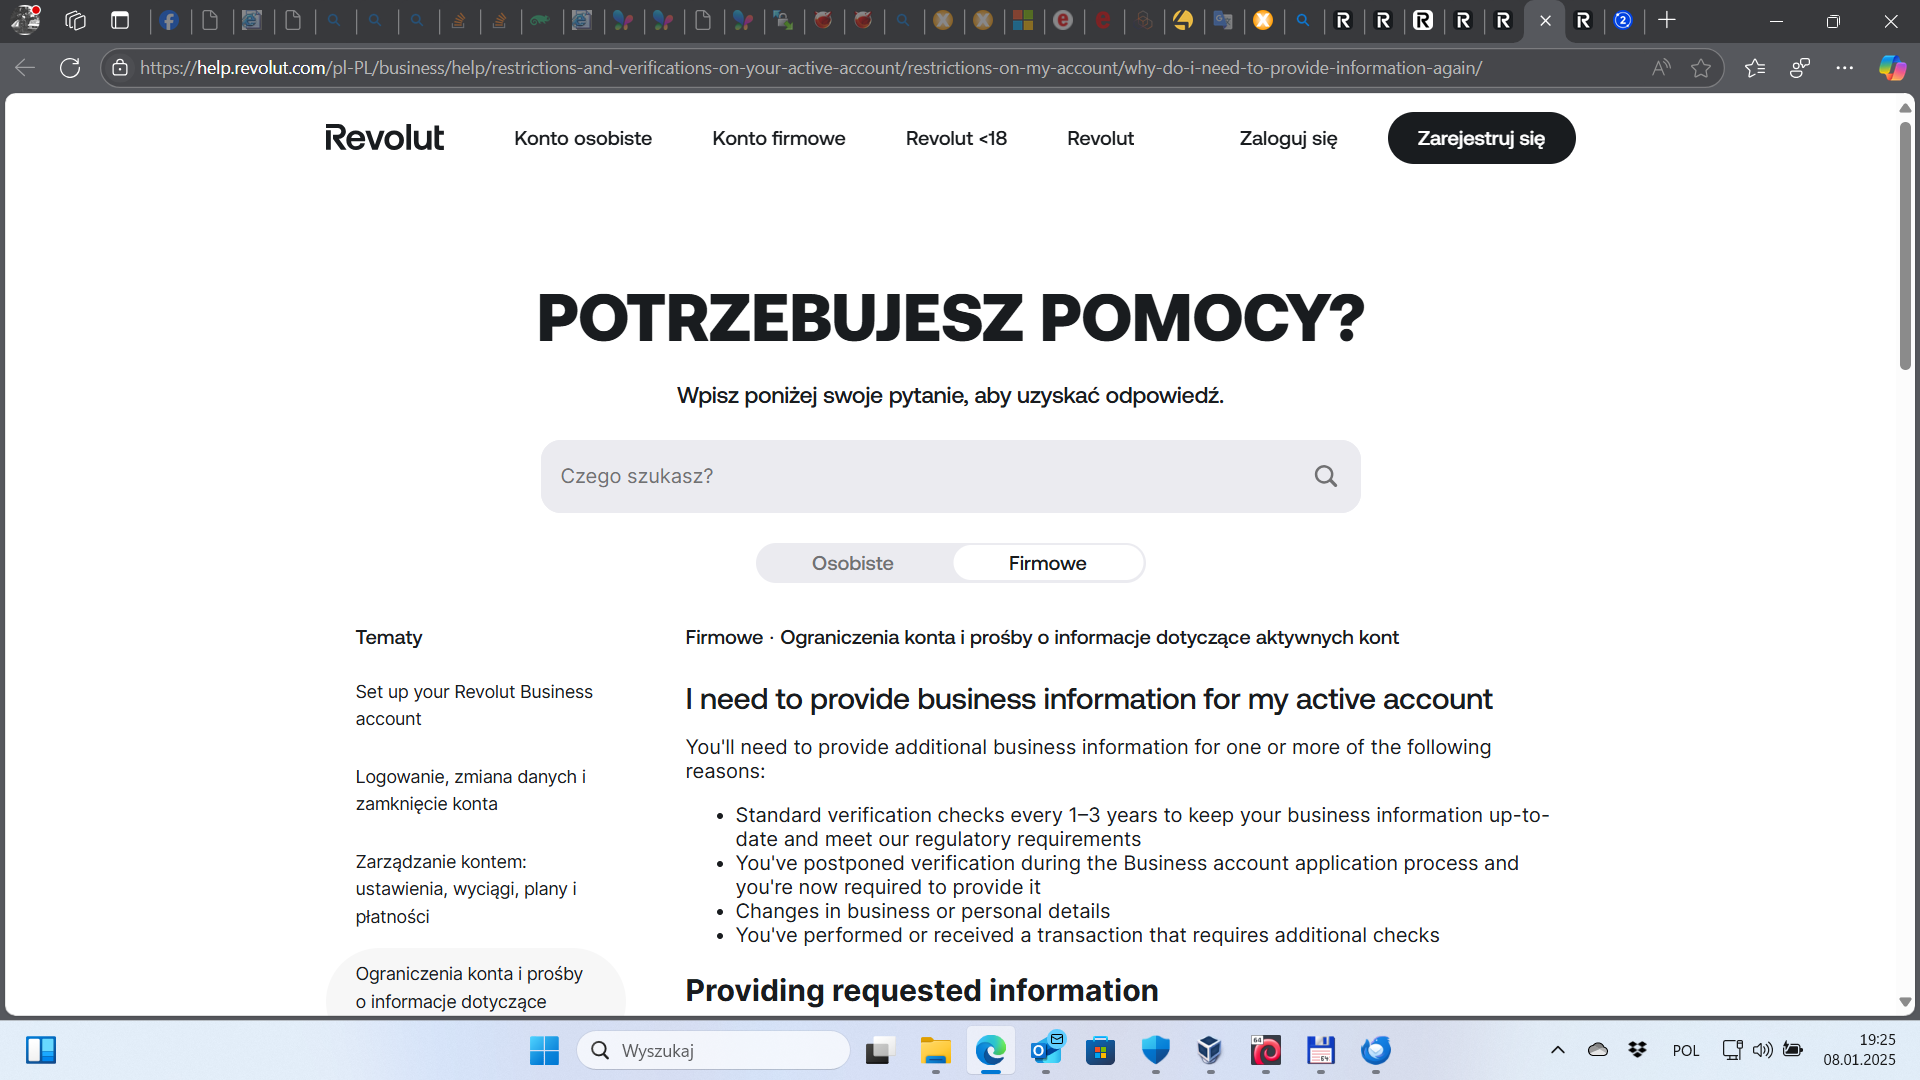 https://help.revolut.com/pl-PL/business/help/restrictions-and-verifications-on-your-active-account/restrictions-on-my-account/why-do-i-need-to-provide-information-again/
Revolut
Konto osobiste
Konto firmowe
Revolut <18
Revolut
Zaloguj się
Zarejestruj się
POTRZEBUJESZ POMOCY?
Wpisz poniżej swoje pytanie, aby uzyskać odpowiedź.
Czego szukasz?
Osobiste
Firmowe
Tematy
Set up your Revolut Business
account
Logowanie, zmiana danych i
zamknięcie konta
Zarządzanie kontem:
ustawienia, wyciągi, plany i
płatności
Ograniczenia konta i prośby
o informacje dotyczące
Firmowe · Ograniczenia konta i prośby o informacje dotyczące aktywnych kont
I need to provide business information for my active account
You'll need to provide additional business information for one or more of the following
reasons:
• Standard verification checks every 1–3 years to keep your business information up-to-
date and meet our regulatory requirements
• You've postponed verification during the Business account application process and
you're now required to provide it
• Changes in business or personal details
• You've performed or received a transaction that requires additional checks
Providing requested information
Wyszukaj
POL
19:25
08.01.2025